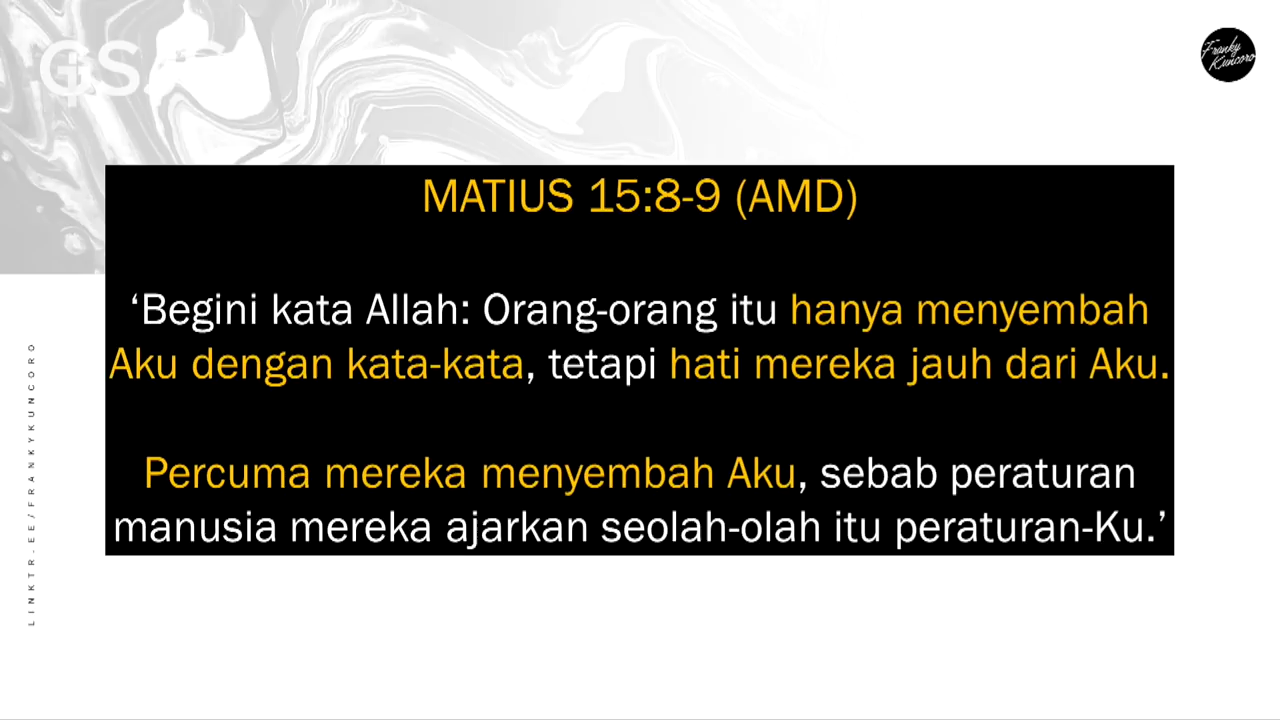 GSJS
Franky
Kuncoro
MATIUS 15:8-9 (AMD)
‘Begini kata Allah: Orang-orang itu hanya menyembah
Aku dengan kata-kata, tetapi hati mereka jauh dari Aku.
Percuma mereka menyembah Aku, sebab peraturan
manusia mereka ajarkan seolah-olah itu peraturan-Ku.’
LINKTR.EE/FRANKYKUNCORO